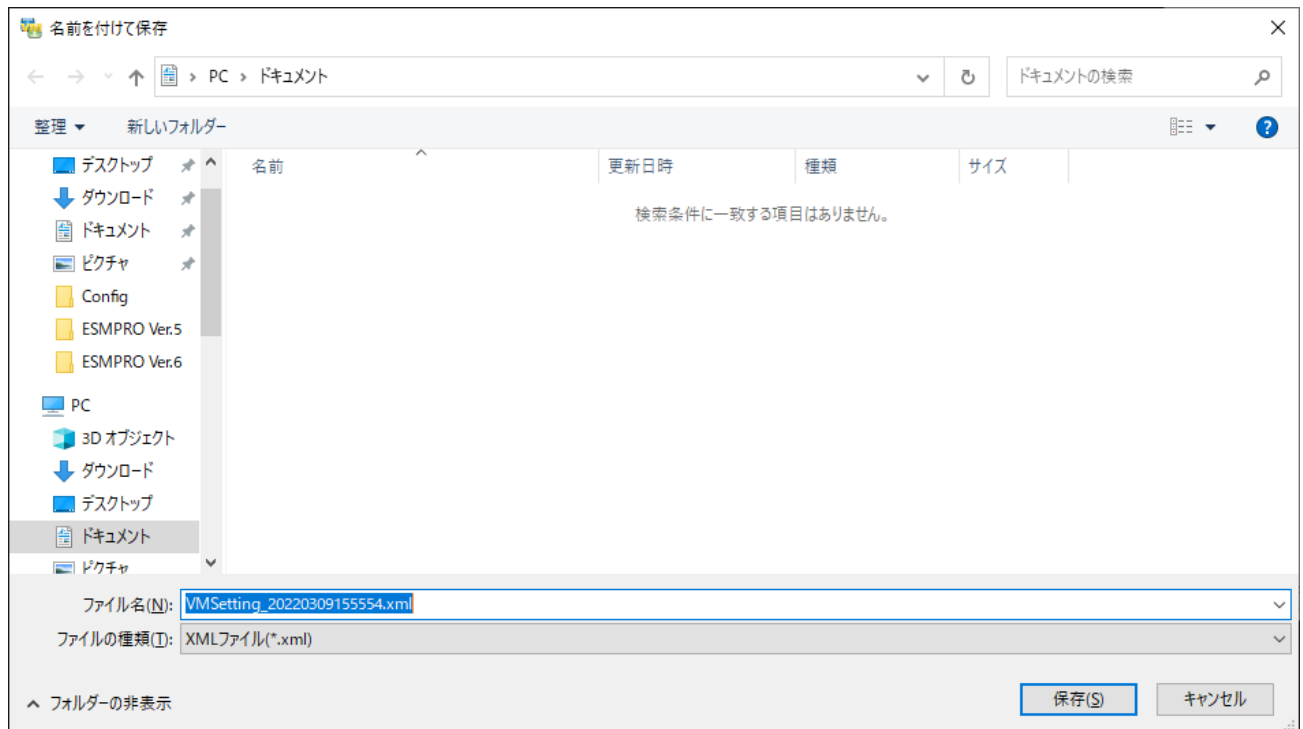 名前を付けて保存
PC › ドキュメント
ドキュメントの検索
整理 新しいフォルダー
名前 更新日時 種類 サイズ
検索条件に一致する項目はありません。
デスクトップ
ダウンロード
ドキュメント
ピクチャ
Config
ESMPRO Ver.5
ESMPRO Ver.6
PC
3D オブジェクト
ダウンロード
デスクトップ
ドキュメント
ピクチャ
ファイル名(N): VMSetting_20220309155554.xml
ファイルの種類(T): XMLファイル(*.xml)
フォルダーの非表示 保存(S) キャンセル